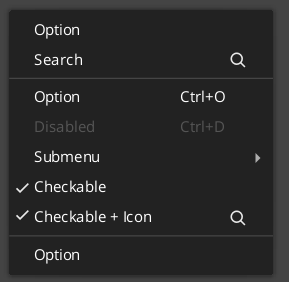 Option
Search
Option Ctrl+O
Disabled Ctrl+D
Submenu
Checkable
Checkable + Icon
Option